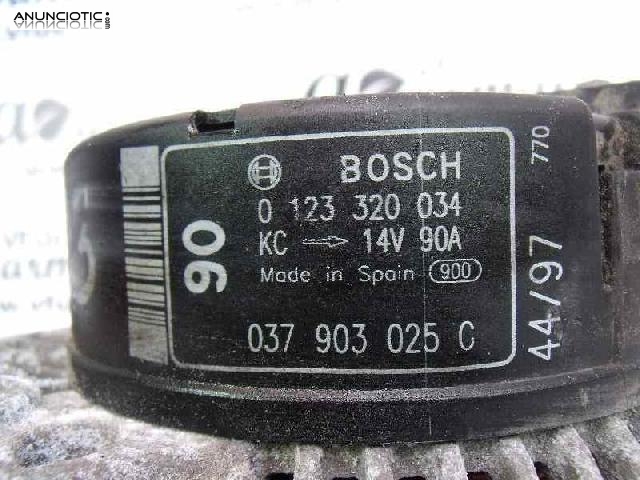 ANUNCIOTIC
90
BOSCH
0 123 320 034
KC 14V 90A
Made in Spain 900
037 903 025 C
44/97
770